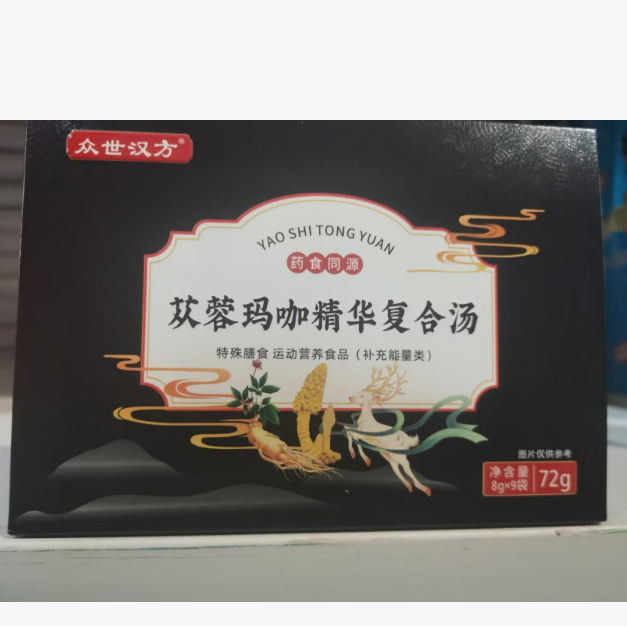 众世汉方®
YAO SHI TONG YUAN
药食同源
苁蓉玛咖精华复合汤
特殊膳食 运动营养食品（补充能量类）
图片仅供参考
净含量
8g×9袋
72g